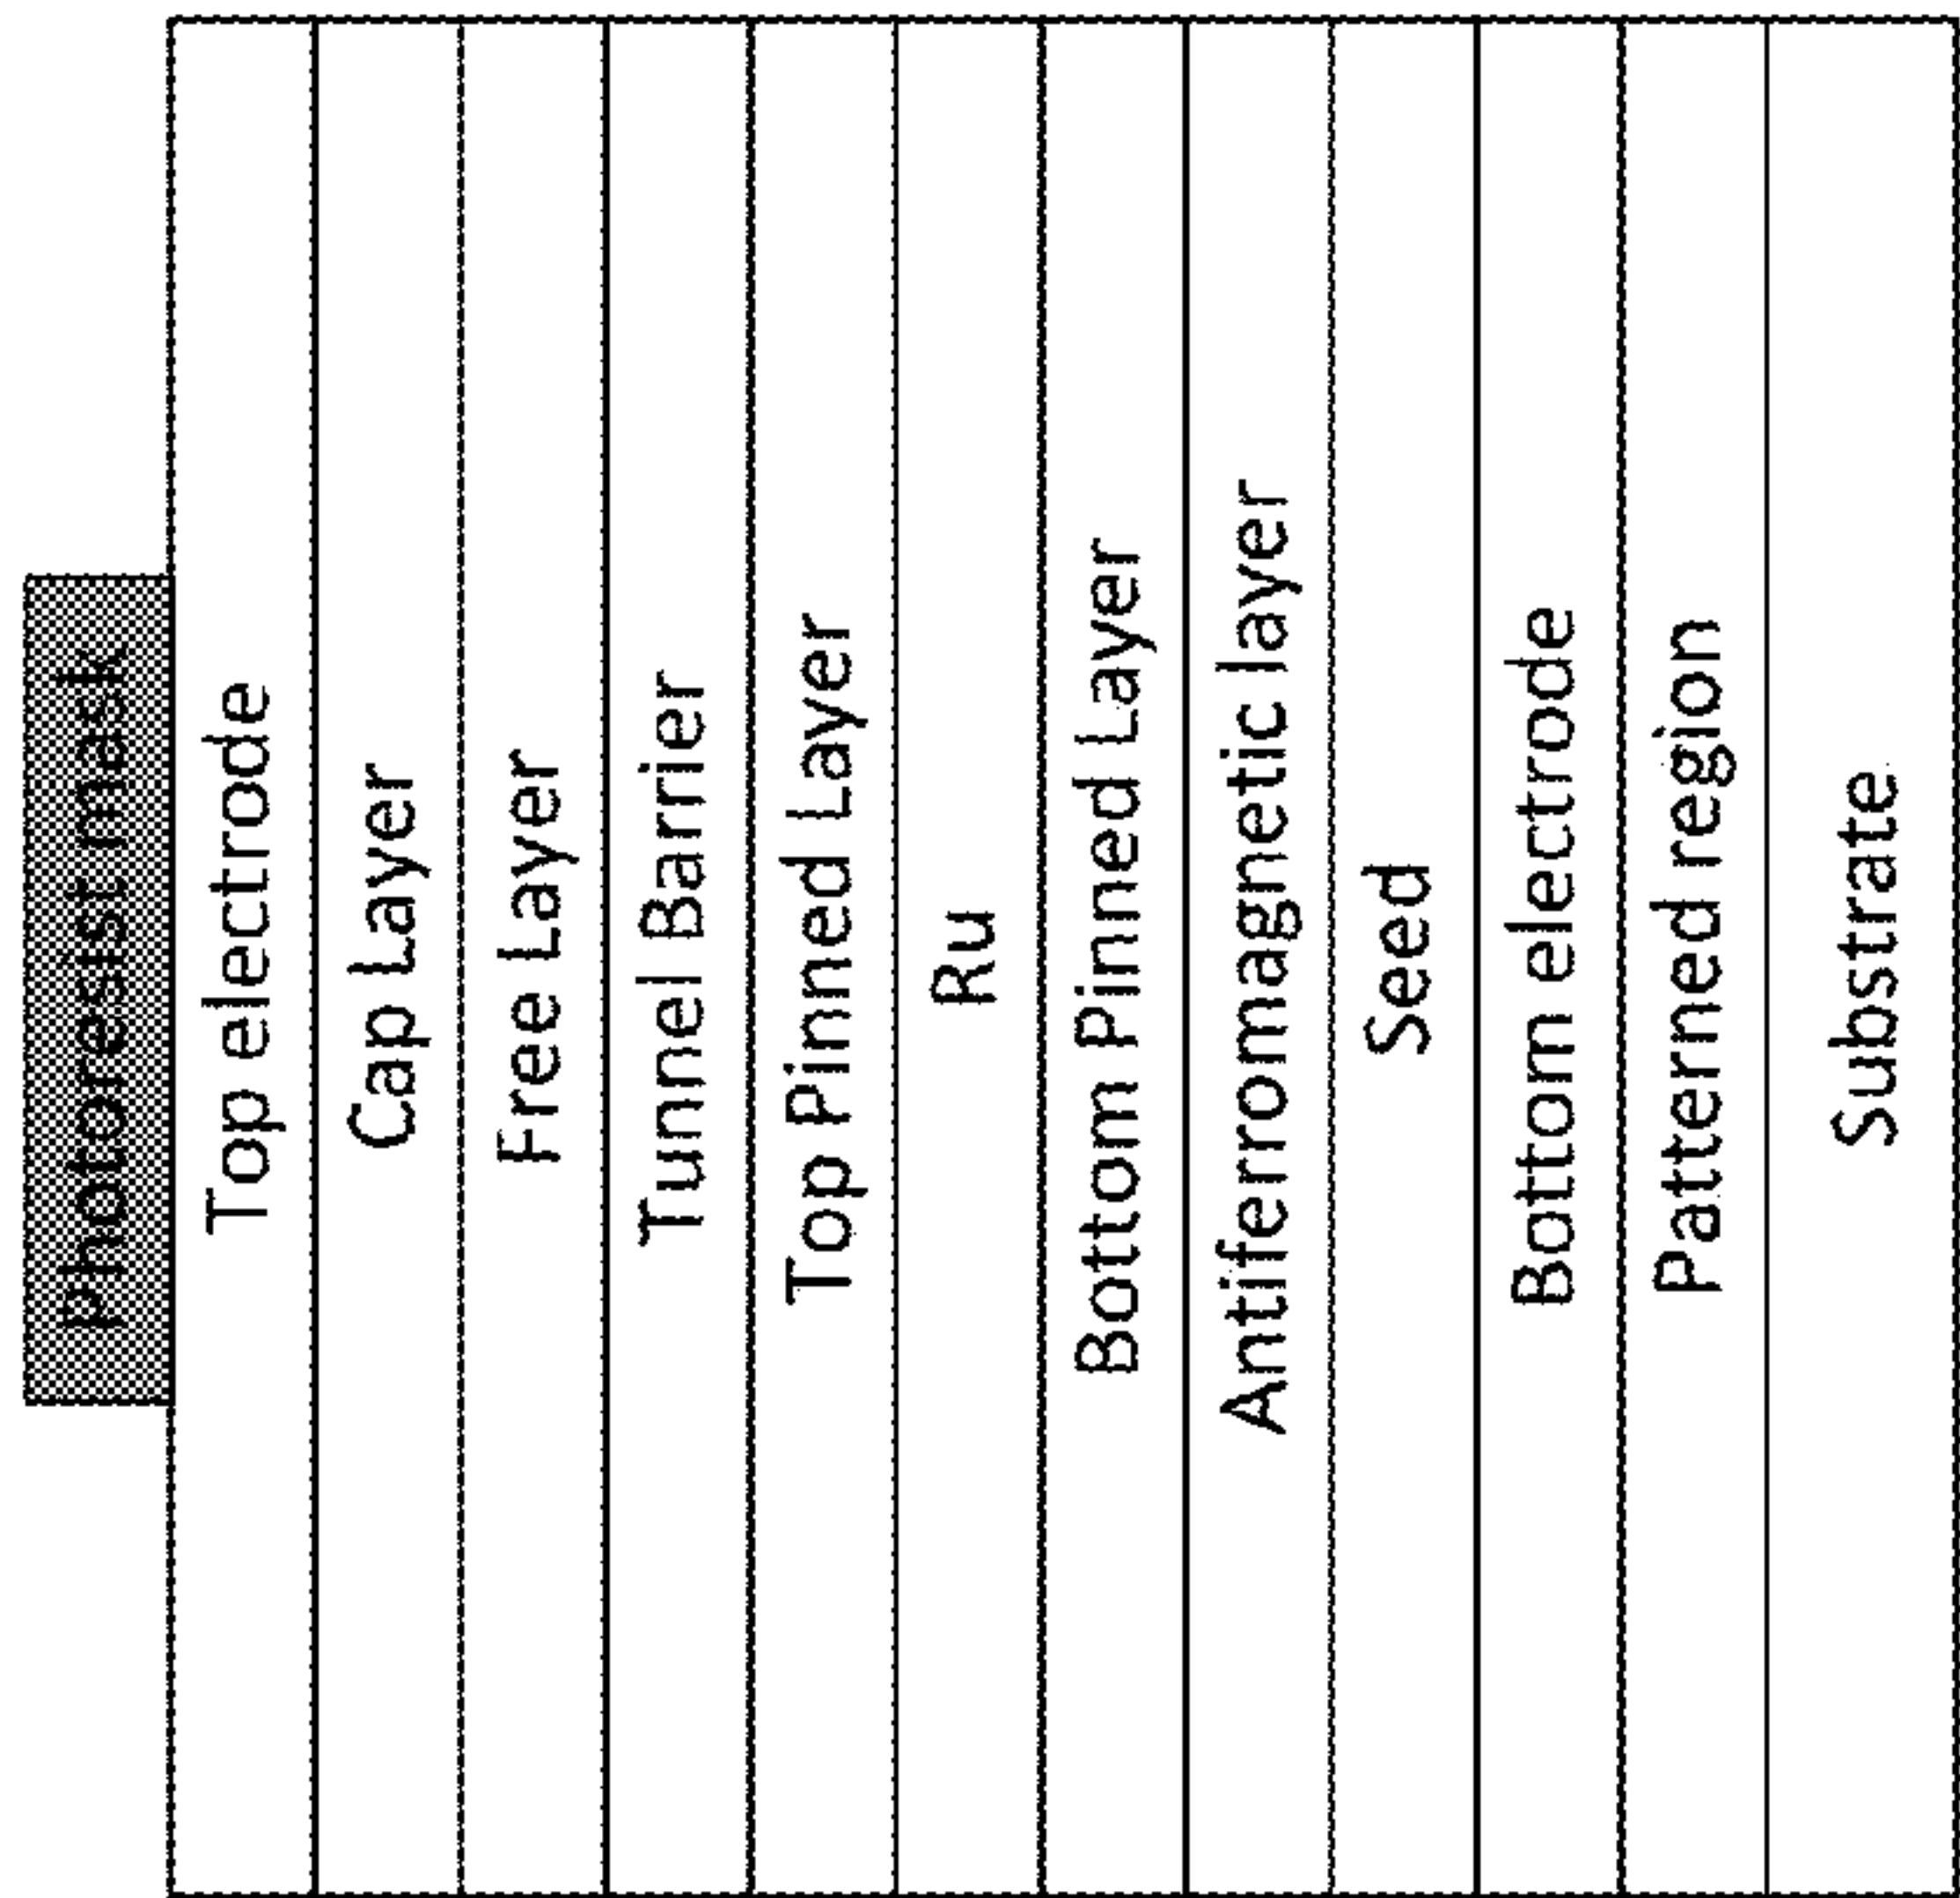 photoresist mask
Top electrode
Cap Layer
Free Layer
Tunnel Barrier
Top Pinned Layer
Ru
Bottom Pinned Layer
Antiferromagnetic layer
Seed
Bottom electrode
Patterned region
Substrate